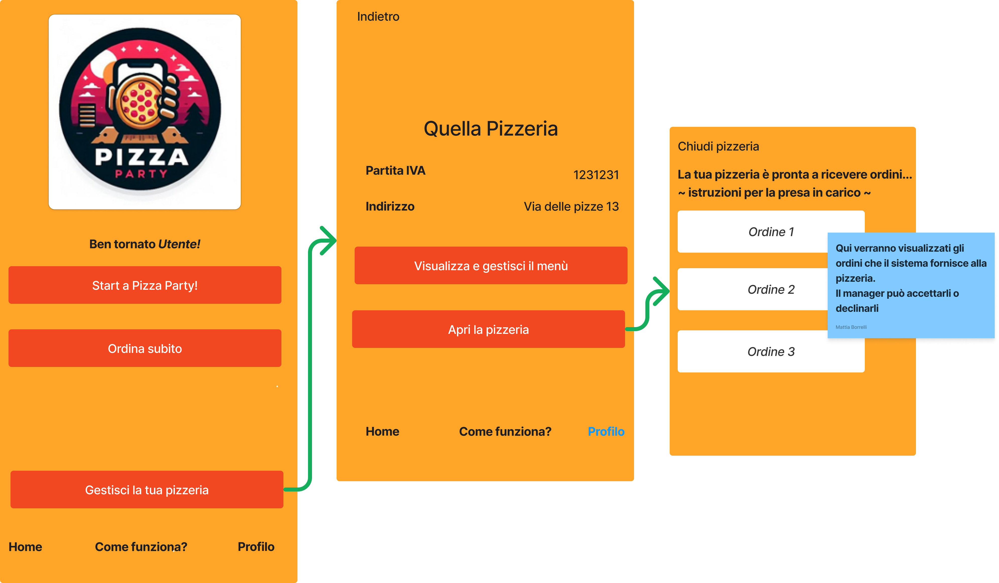 PIZZA
PARTY
Ben tornato Utente!
Start a Pizza Party!
Ordina subito
Gestisci la tua pizzeria
Home
Come funziona?
Profilo
Indietro
Quella Pizzeria
Partita IVA
1231231
Indirizzo
Via delle pizze 13
Visualizza e gestisci il menù
Apri la pizzeria
Home
Come funziona?
Profilo
Chiudi pizzeria
La tua pizzeria è pronta a ricevere ordini...
~ istruzioni per la presa in carico ~
Ordine 1
Ordine 2
Ordine 3
Qui verranno visualizzati gli
ordini che il sistema fornisce alla
pizzeria.
Il manager può accettarli o
declinarli
Mattia Borrelli